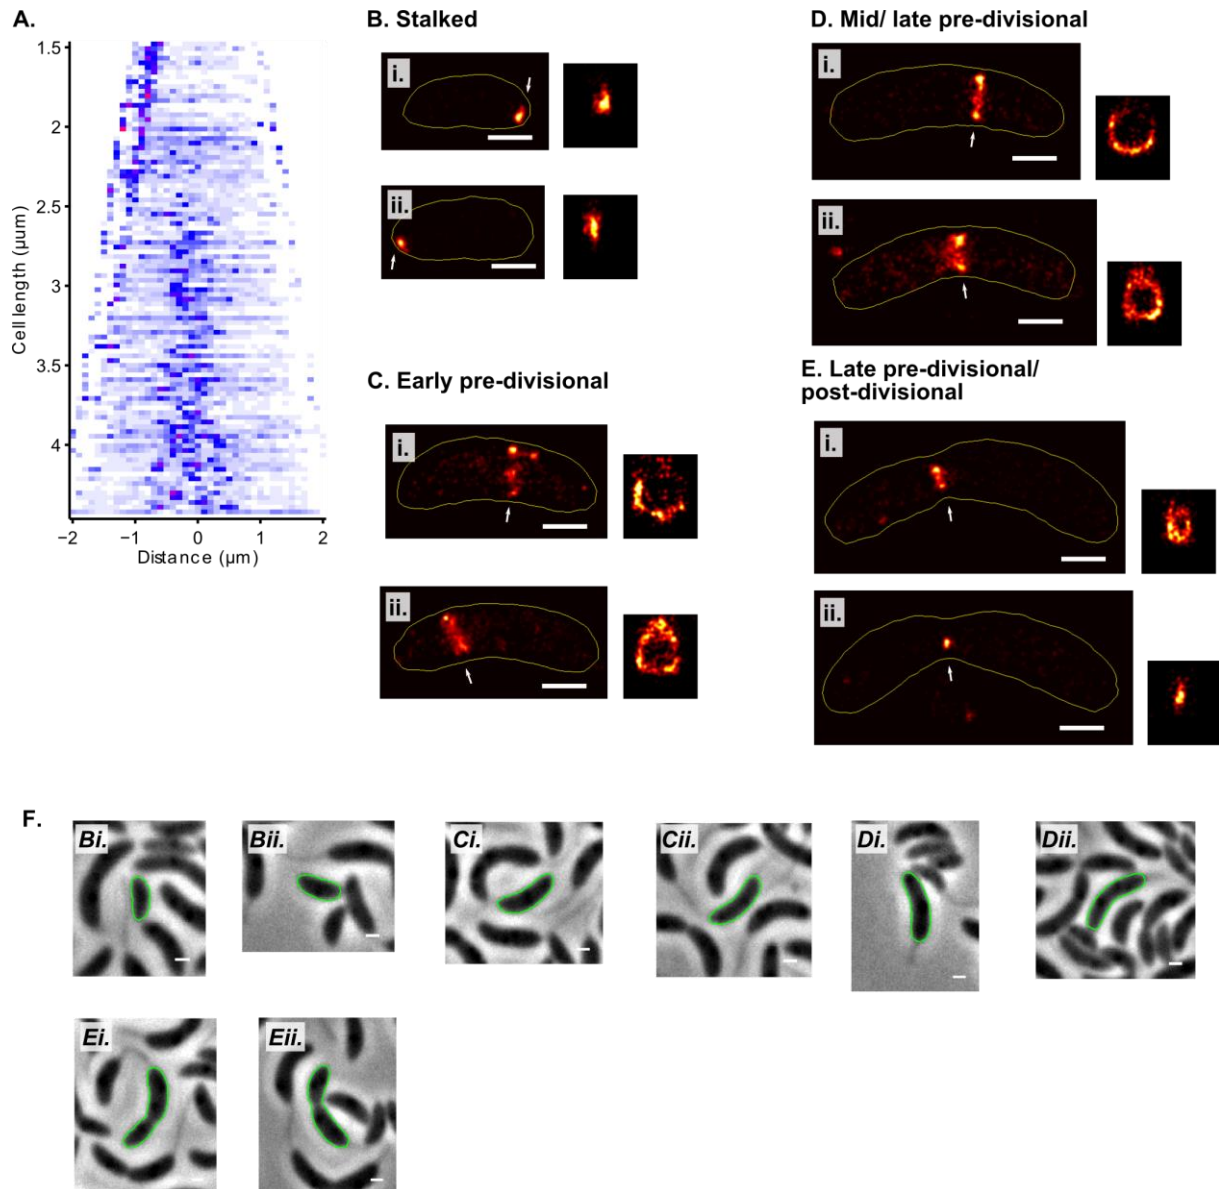 A.
1.5
2
2.5
3
3.5
4
Cell length (µum)
−2 −1 0 1 2
Distance (µm)
B. Stalked
i.
ii.
C. Early pre-divisional
i.
ii.
D. Mid/ late pre-divisional
i.
ii.
E. Late pre-divisional/
post-divisional
i.
ii.
F.
Bi. Bii. Ci. Cii. Di. Dii.
Ei. Eii.